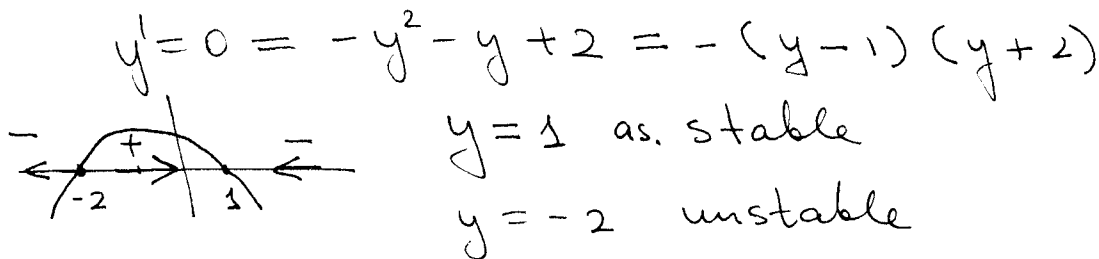 y' = 0 = -y² - y + 2 = -(y-1)(y+2)
- + -
-2 1
y = 1 as. stable
y = -2 unstable